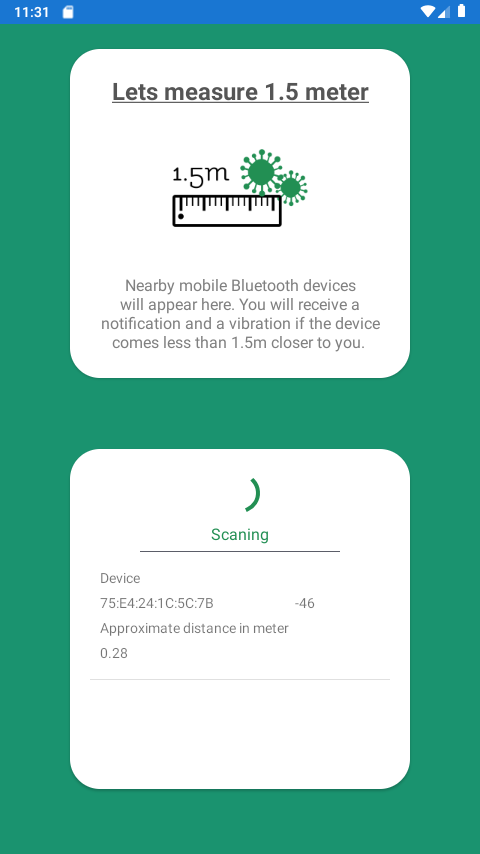 11:31
Lets measure 1.5 meter
1.5m
Nearby mobile Bluetooth devices
will appear here. You will receive a
notification and a vibration if the device
comes less than 1.5m closer to you.
Scaning
Device
75:E4:24:1C:5C:7B -46
Approximate distance in meter
0.28